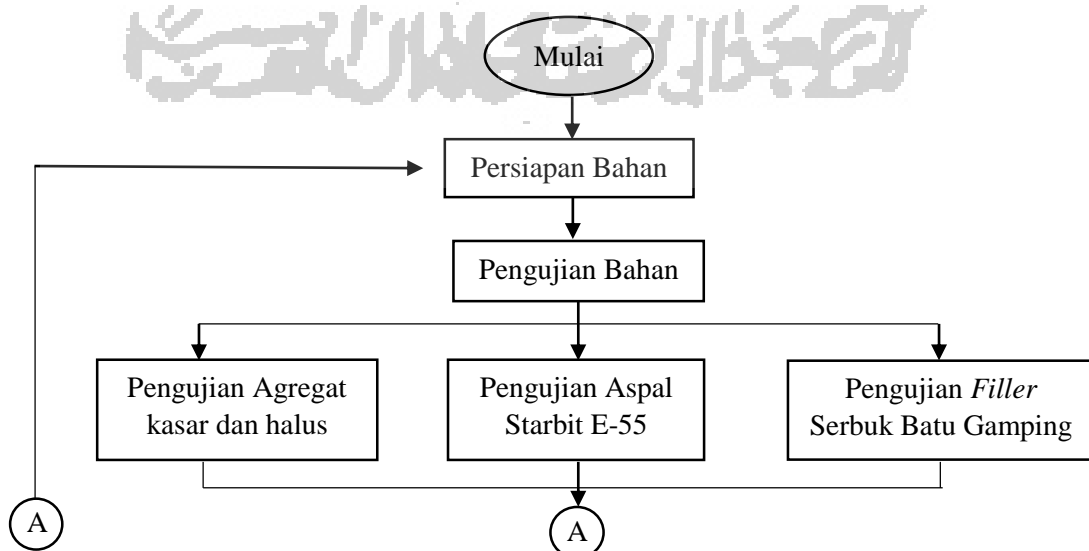 Mulai
Persiapan Bahan
Pengujian Bahan
Pengujian Agregat
kasar dan halus
Pengujian Aspal
Starbit E-55
Pengujian Filler
Serbuk Batu Gamping
A
A